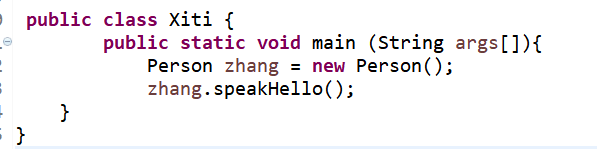 public class Xiti {
public static void main (String args[]){
Person zhang = new Person();
zhang.speakHello();
}
}